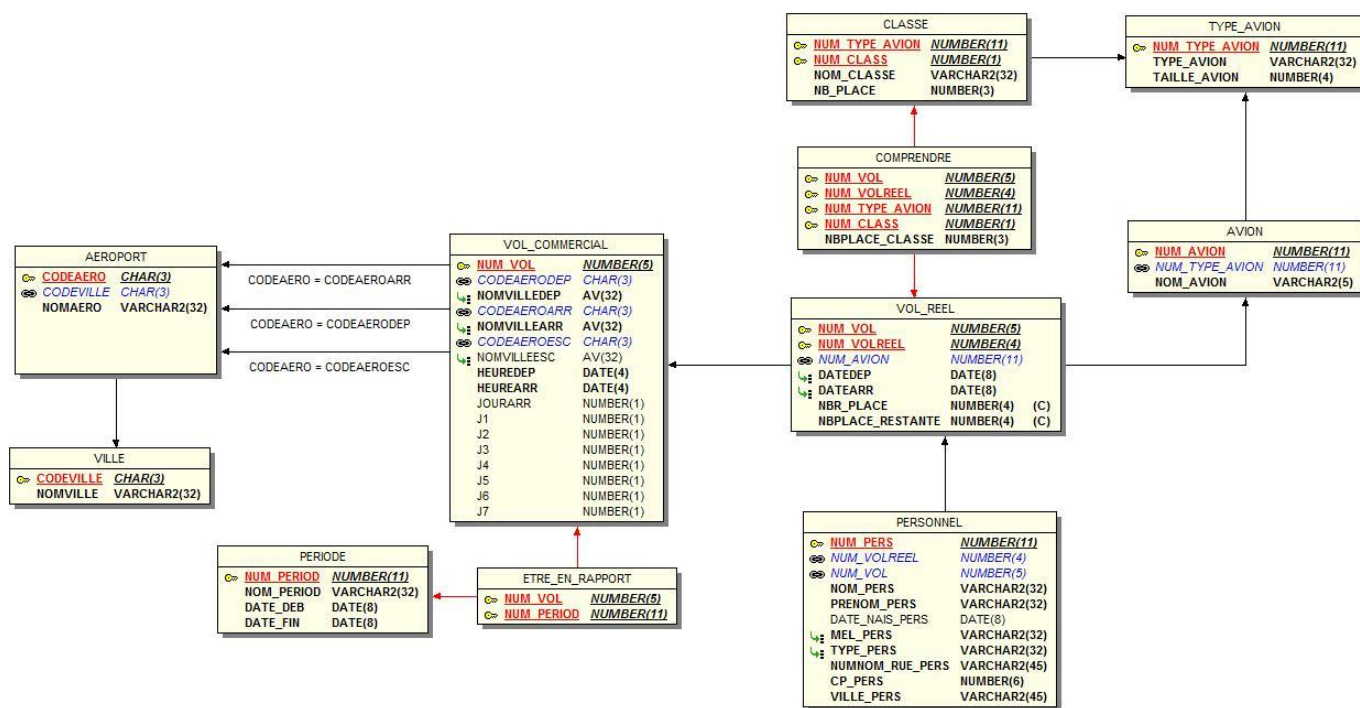 CLASSE
NUM_TYPE_AVION NUMBER(11)
NUM_CLASS NUMBER(1)
NOM_CLASSE VARCHAR2(32)
NB_PLACE NUMBER(3)
TYPE_AVION
NUM_TYPE_AVION NUMBER(11)
TYPE_AVION VARCHAR2(32)
TAILLE_AVION NUMBER(4)
COMPRENDRE
NUM_VOL NUMBER(5)
NUM_VOLREEL NUMBER(4)
NUM_TYPE_AVION NUMBER(11)
NUM_CLASS NUMBER(1)
NBPLACE_CLASSE NUMBER(3)
AVION
NUM_AVION NUMBER(11)
NUM_TYPE_AVION NUMBER(11)
NOM_AVION VARCHAR2(5)
AEROPORT
CODEAERO CHAR(3)
CODEVILLE CHAR(3)
NOMAERO VARCHAR2(32)
CODEAERO = CODEAEROARR
CODEAERO = CODEAERODEP
CODEAERO = CODEAEROESC
VOL_COMMERCIAL
NUM_VOL NUMBER(5)
CODEAERODEP CHAR(3)
NOMVILLEDEP AV(32)
CODEAEROARR CHAR(3)
NOMVILLEARR AV(32)
CODEAEROESC CHAR(3)
NOMVILLEESC AV(32)
HEUREDEP DATE(4)
HEUREARR DATE(4)
JOURARR NUMBER(1)
J1 NUMBER(1)
J2 NUMBER(1)
J3 NUMBER(1)
J4 NUMBER(1)
J5 NUMBER(1)
J6 NUMBER(1)
J7 NUMBER(1)
VOL_REEL
NUM_VOL NUMBER(5)
NUM_VOLREEL NUMBER(4)
NUM_AVION NUMBER(11)
DATEDEP DATE(8)
DATEARR DATE(8)
NBR_PLACE NUMBER(4) (C)
NBPLACE_RESTANTE NUMBER(4) (C)
VILLE
CODEVILLE CHAR(3)
NOMVILLE VARCHAR2(32)
PERIODE
NUM_PERIOD NUMBER(11)
NOM_PERIOD VARCHAR2(32)
DATE_DEB DATE(8)
DATE_FIN DATE(8)
ETRE_EN_RAPPORT
NUM_VOL NUMBER(5)
NUM_PERIOD NUMBER(11)
PERSONNEL
NUM_PERS NUMBER(11)
NUM_VOLREEL NUMBER(4)
NUM_VOL NUMBER(5)
NOM_PERS VARCHAR2(32)
PRENOM_PERS VARCHAR2(32)
DATE_NAIS_PERS DATE(8)
MEL_PERS VARCHAR2(32)
TYPE_PERS VARCHAR2(32)
NUMNOM_RUE_PERS VARCHAR2(45)
CP_PERS NUMBER(6)
VILLE_PERS VARCHAR2(45)